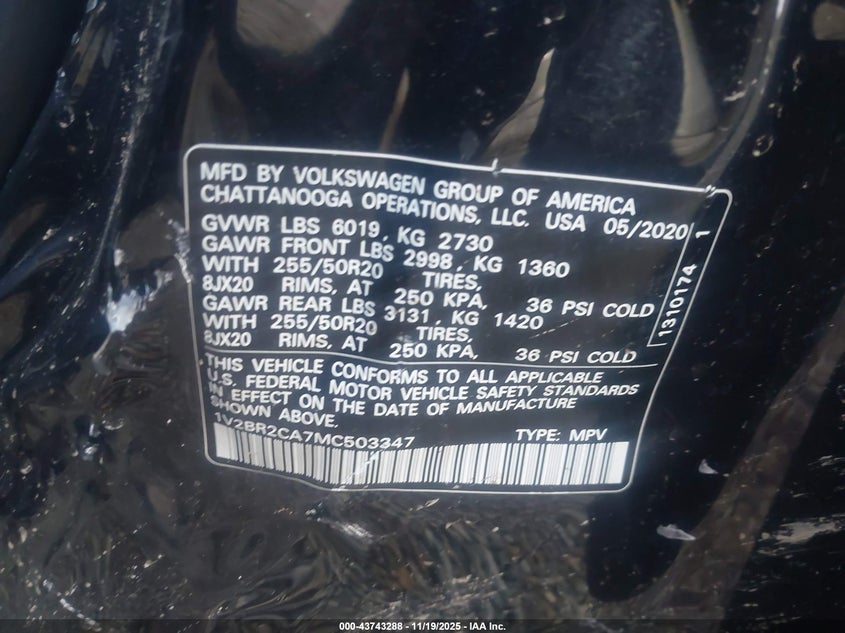 MFD BY VOLKSWAGEN GROUP OF AMERICA
CHATTANOOGA OPERATIONS, LLC. USA 05/2020
GVWR LBS 6019, KG 2730
GAWR FRONT LBS 2998, KG 1360
WITH 255/50R20 TIRES,
8JX20 RIMS, AT 250 KPA, 36 PSI COLD
GAWR REAR LBS 3131, KG 1420
WITH 255/50R20 TIRES,
8JX20 RIMS, AT 250 KPA, 36 PSI COLD
1310174 1
THIS VEHICLE CONFORMS TO ALL APPLICABLE
U.S. FEDERAL MOTOR VEHICLE SAFETY STANDARDS
IN EFFECT ON THE DATE OF MANUFACTURE
SHOWN ABOVE.
1V2BR2CA7MC503347 TYPE: MPV
000-43743288 - 11/19/2025 - IAA Inc.